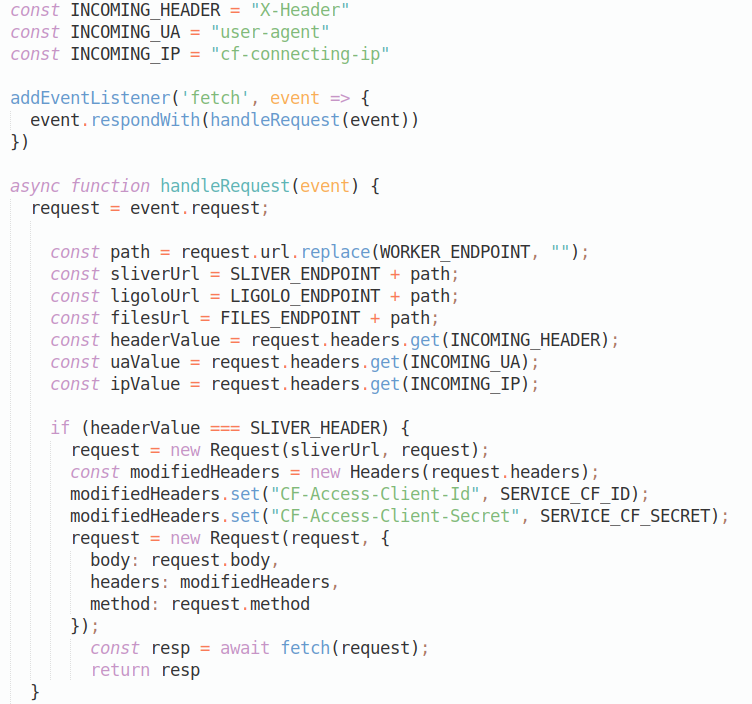 const INCOMING_HEADER = "X-Header"
const INCOMING_UA = "user-agent"
const INCOMING_IP = "cf-connecting-ip"

addEventListener('fetch', event => {
  event.respondWith(handleRequest(event))
})

async function handleRequest(event) {
  request = event.request;

    const path = request.url.replace(WORKER_ENDPOINT, "");
    const sliverUrl = SLIVER_ENDPOINT + path;
    const ligoloUrl = LIGOLO_ENDPOINT + path;
    const filesUrl = FILES_ENDPOINT + path;
    const headerValue = request.headers.get(INCOMING_HEADER);
    const uaValue = request.headers.get(INCOMING_UA);
    const ipValue = request.headers.get(INCOMING_IP);

    if (headerValue === SLIVER_HEADER) {
      request = new Request(sliverUrl, request);
      const modifiedHeaders = new Headers(request.headers);
      modifiedHeaders.set("CF-Access-Client-Id", SERVICE_CF_ID);
      modifiedHeaders.set("CF-Access-Client-Secret", SERVICE_CF_SECRET);
      request = new Request(request, {
        body: request.body,
        headers: modifiedHeaders,
        method: request.method
      });
        const resp = await fetch(request);
        return resp
  }